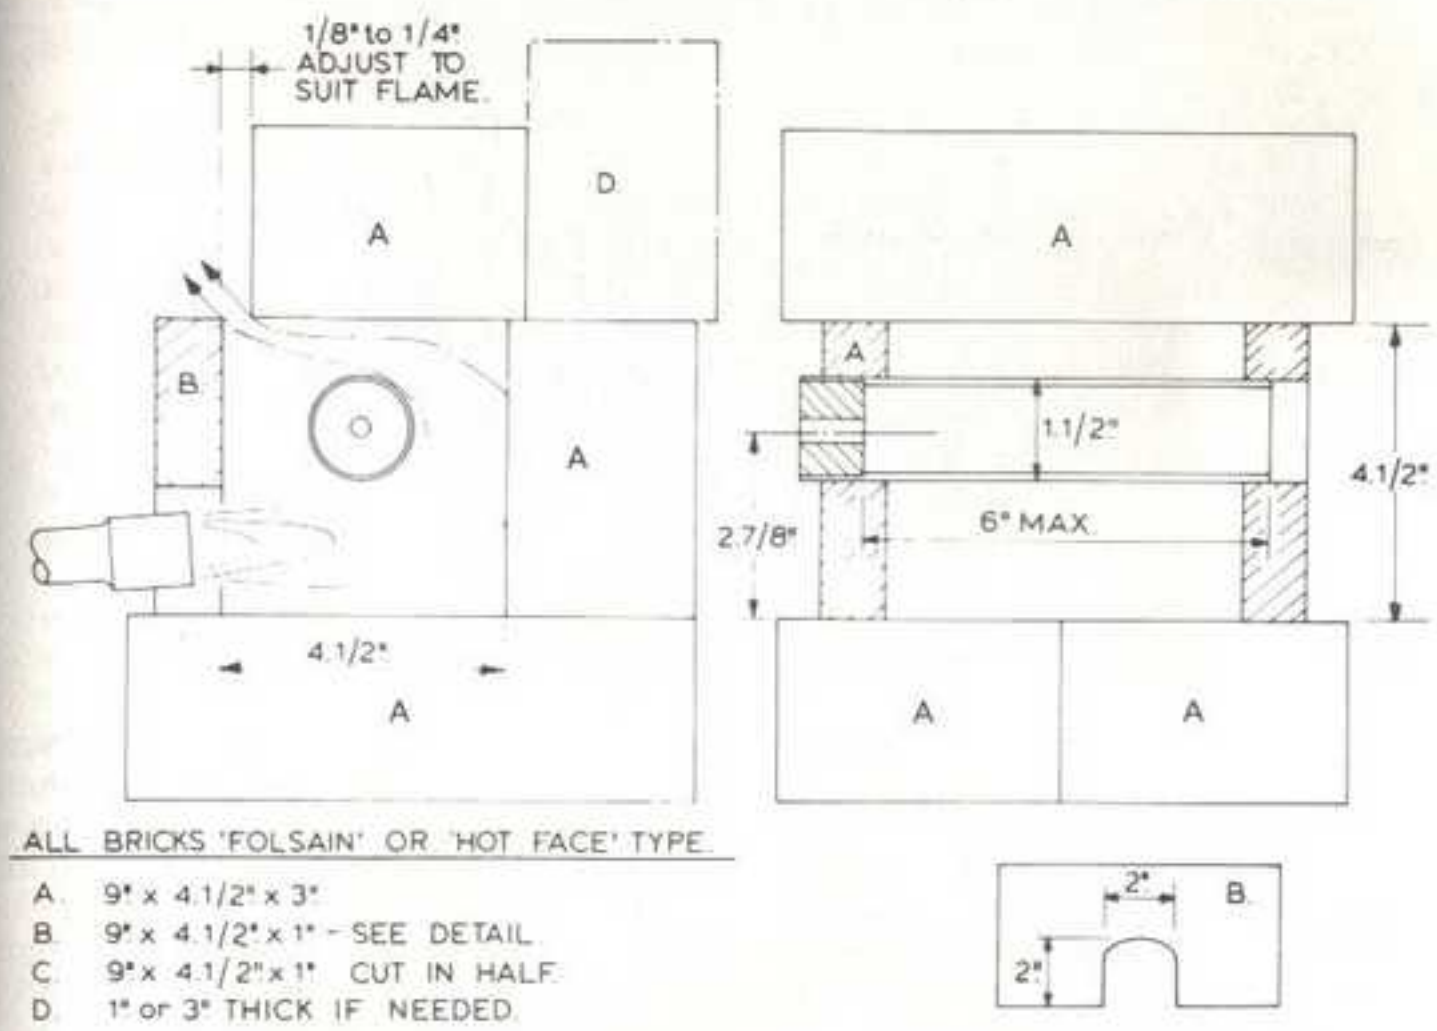 1/8" to 1/4"
ADJUST TO
SUIT FLAME.
D
A
B
A
4.1/2"
A
A
A
1.1/2"
6" MAX.
2.7/8"
4.1/2"
A
A
ALL BRICKS 'FOLSAIN' OR 'HOT FACE' TYPE.
A. 9" x 4.1/2" x 3"
B. 9" x 4.1/2" x 1" - SEE DETAIL
C. 9" x 4.1/2" x 1" CUT IN HALF.
D. 1" or 3" THICK IF NEEDED.
2"
B.
2"